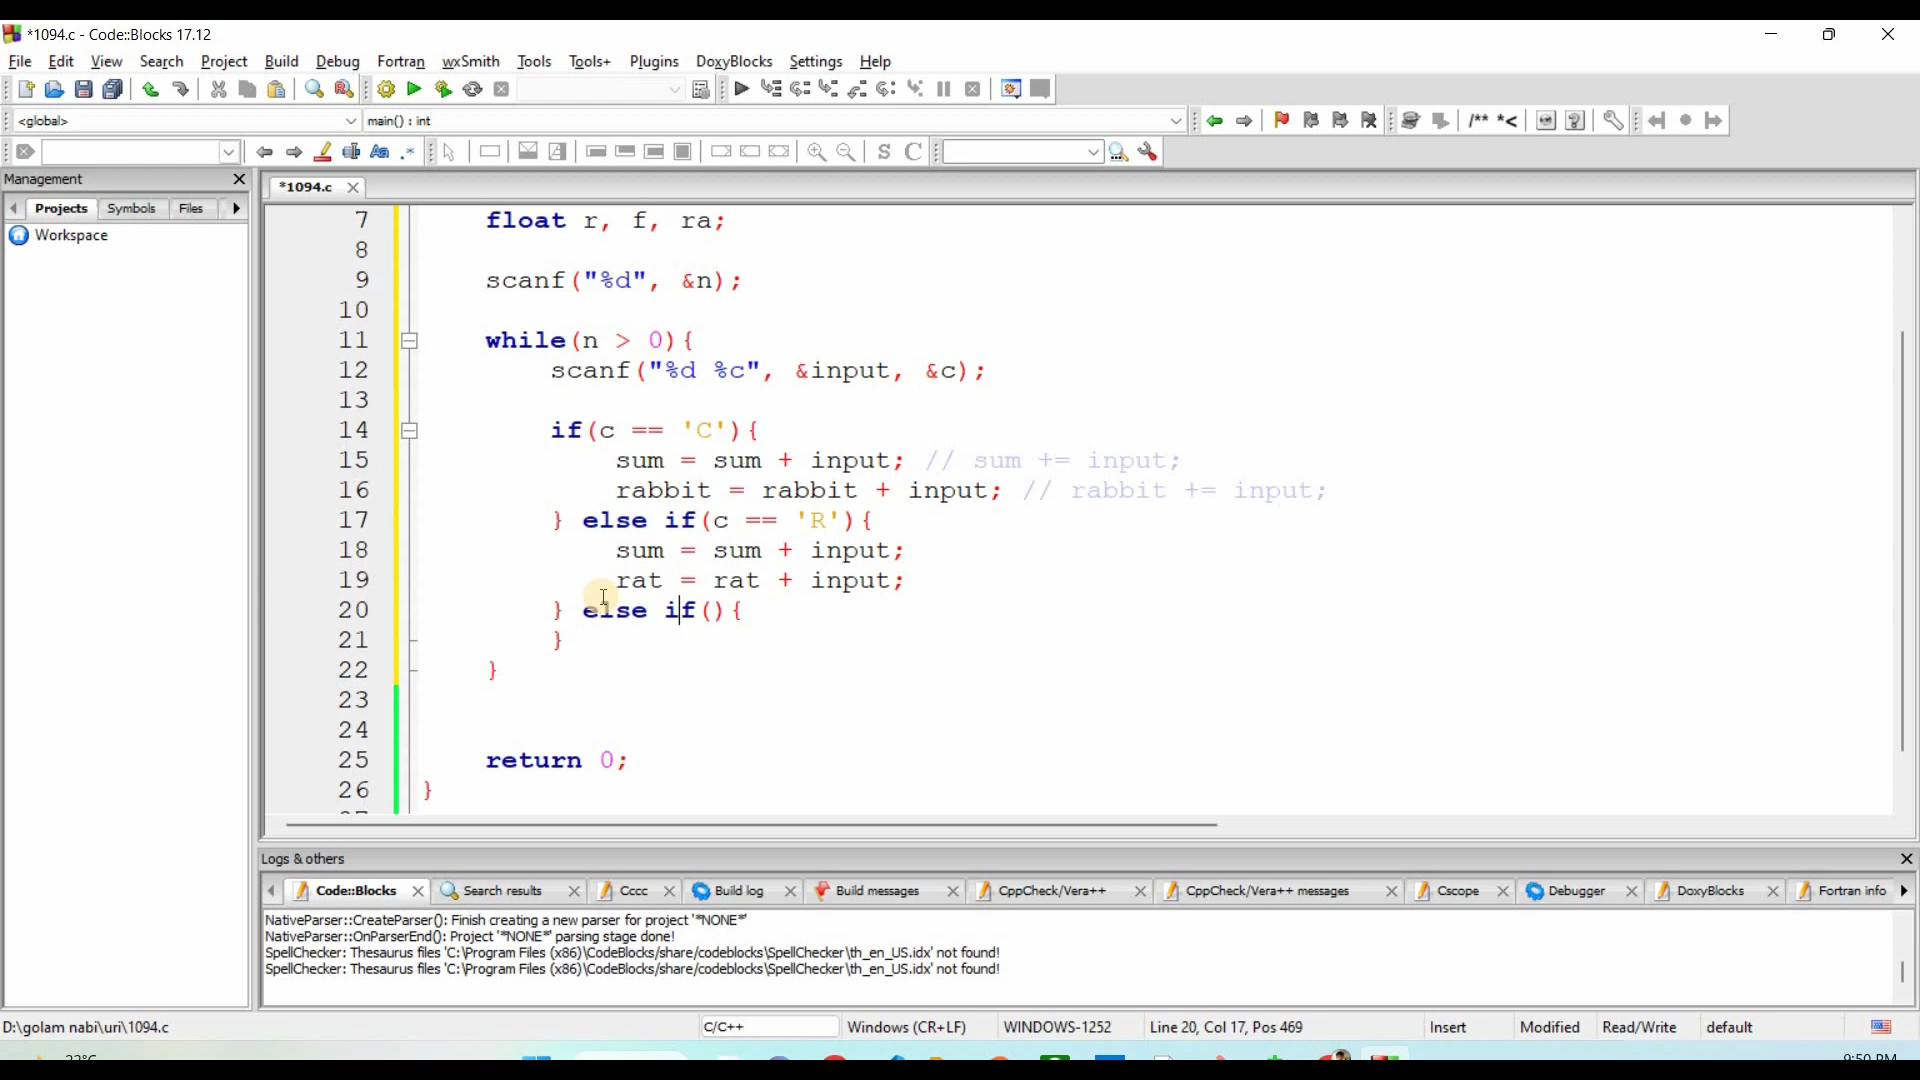 *1094.c - Code::Blocks 17.12
File Edit View Search Project Build Debug Fortran wxSmith Tools Tools+ Plugins DoxyBlocks Settings Help
<global> main() : int
/** *<
Aa .* S C
Management
*1094.c
Projects Symbols Files
Workspace
7 float r, f, ra;
8
9 scanf("%d", &n);
10
11 while(n > 0){
12 scanf("%d %c", &input, &c);
13
14 if(c == 'C'){
15 sum = sum + input; // sum += input;
16 rabbit = rabbit + input; // rabbit += input;
17 } else if(c == 'R'){
18 sum = sum + input;
19 rat = rat + input;
20 } else if(){
21 }
22 }
23
24
25 return 0;
26 }
Logs & others
Code::Blocks Search results Cccc Build log Build messages CppCheck/Vera++ CppCheck/Vera++ messages Cscope Debugger DoxyBlocks Fortran info
NativeParser::CreateParser(): Finish creating a new parser for project '*NONE*'
NativeParser::OnParserEnd(): Project '*NONE*' parsing stage done!
SpellChecker: Thesaurus files 'C:\Program Files (x86)\CodeBlocks/share/codeblocks\SpellChecker\th_en_US.idx' not found!
SpellChecker: Thesaurus files 'C:\Program Files (x86)\CodeBlocks/share/codeblocks\SpellChecker\th_en_US.idx' not found!
D:\golam nabi\uri\1094.c C/C++ Windows (CR+LF) WINDOWS-1252 Line 20, Col 17, Pos 469 Insert Modified Read/Write default
9:50 PM